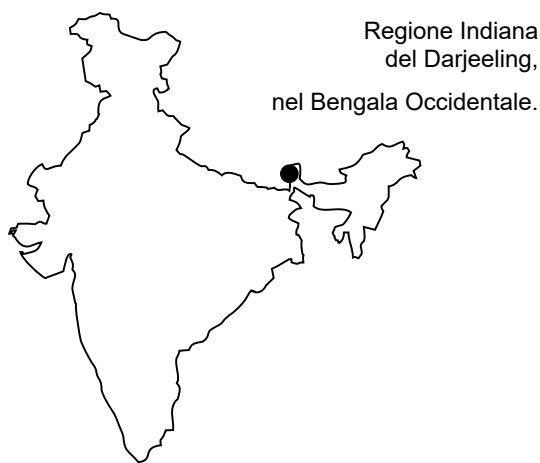 Regione Indiana
del Darjeeling,
nel Bengala Occidentale.